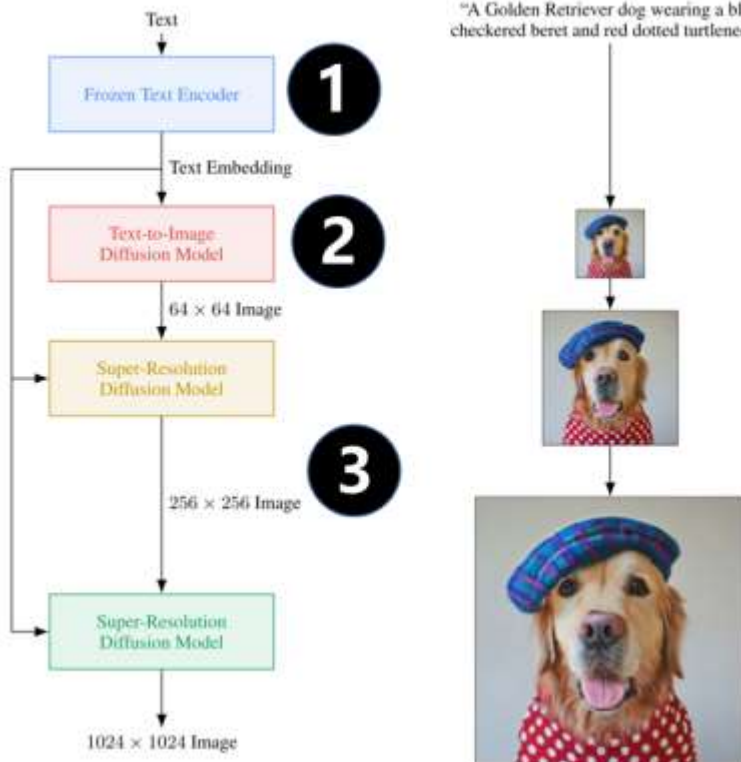 Text
Frozen Text Encoder
1
Text Embedding
Text-to-Image
Diffusion Model
2
64 × 64 Image
Super-Resolution
Diffusion Model
3
256 × 256 Image
Super-Resolution
Diffusion Model
1024 × 1024 Image
“A Golden Retriever dog wearing a bl
checkered beret and red dotted turtlene